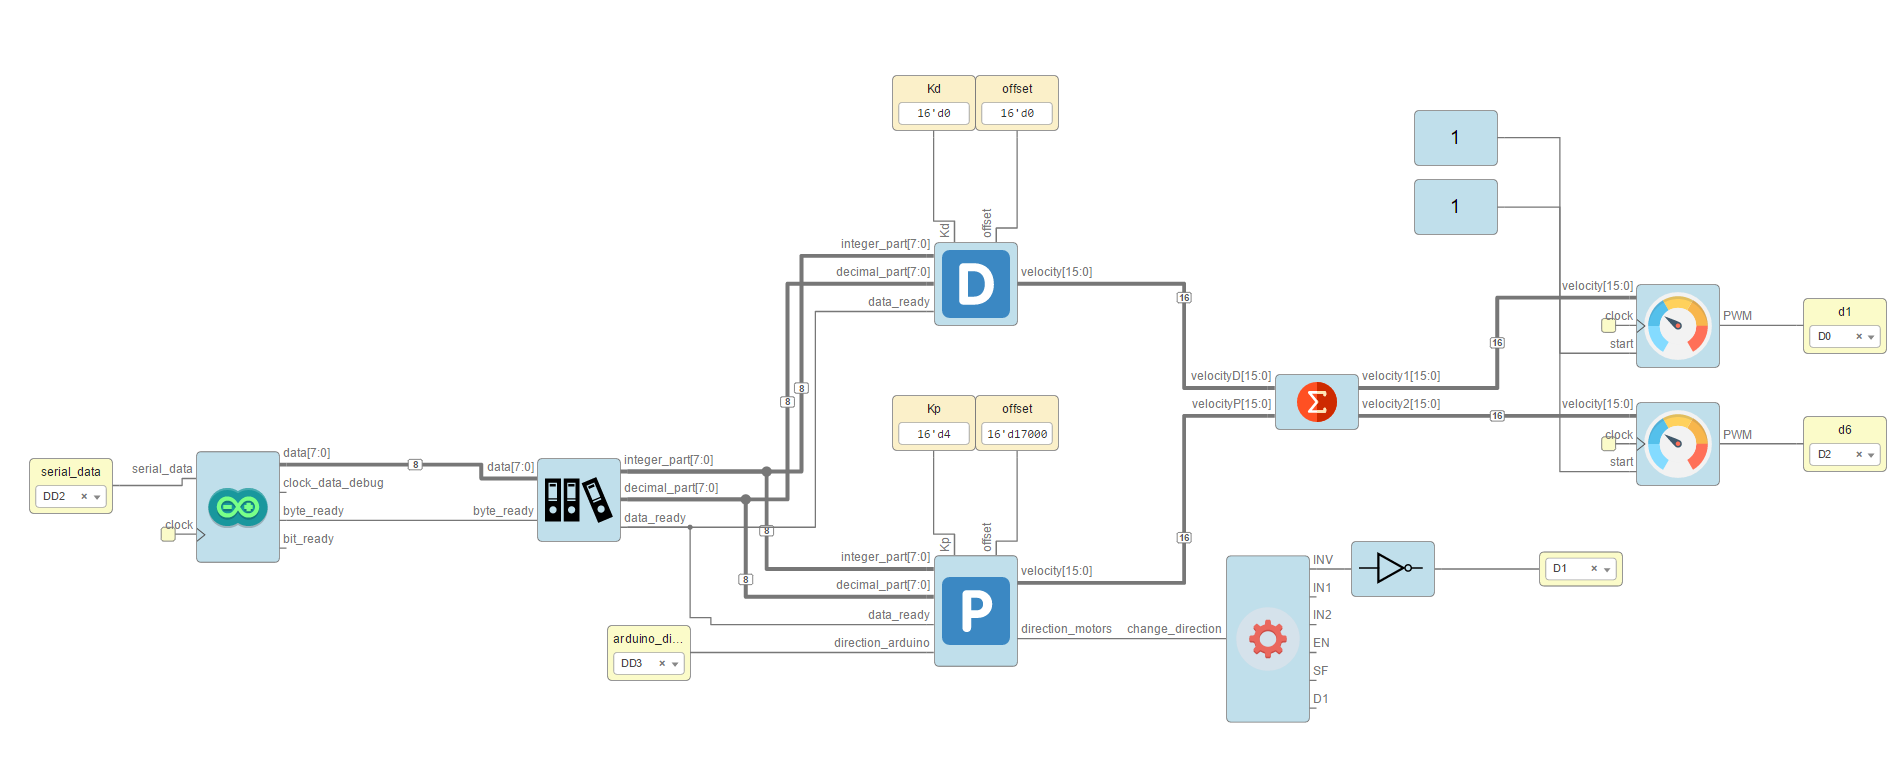 Kd
offset
16'd0
16'd0
1
1
Kd
offset
integer_part[7:0]
decimal_part[7:0]
data_ready
D
velocity[15:0]
16
velocity[15:0]
clock
start
PWM
d1
D0 ×
16
8
8
velocityD[15:0]
velocityP[15:0]
Σ
velocity1[15:0]
velocity2[15:0]
16
velocity[15:0]
clock
start
PWM
d6
D2 ×
Kp
offset
16'd4
16'd17000
serial_data
DD2 ×
serial_data
clock
data[7:0]
clock_data_debug
byte_ready
bit_ready
8
data[7:0]
byte_ready
integer_part[7:0]
decimal_part[7:0]
data_ready
8
8
Kp
offset
integer_part[7:0]
decimal_part[7:0]
data_ready
direction_arduino
P
velocity[15:0]
direction_motors
16
arduino_di...
DD3 ×
change_direction
INV
IN1
IN2
EN
SF
D1
D1 ×